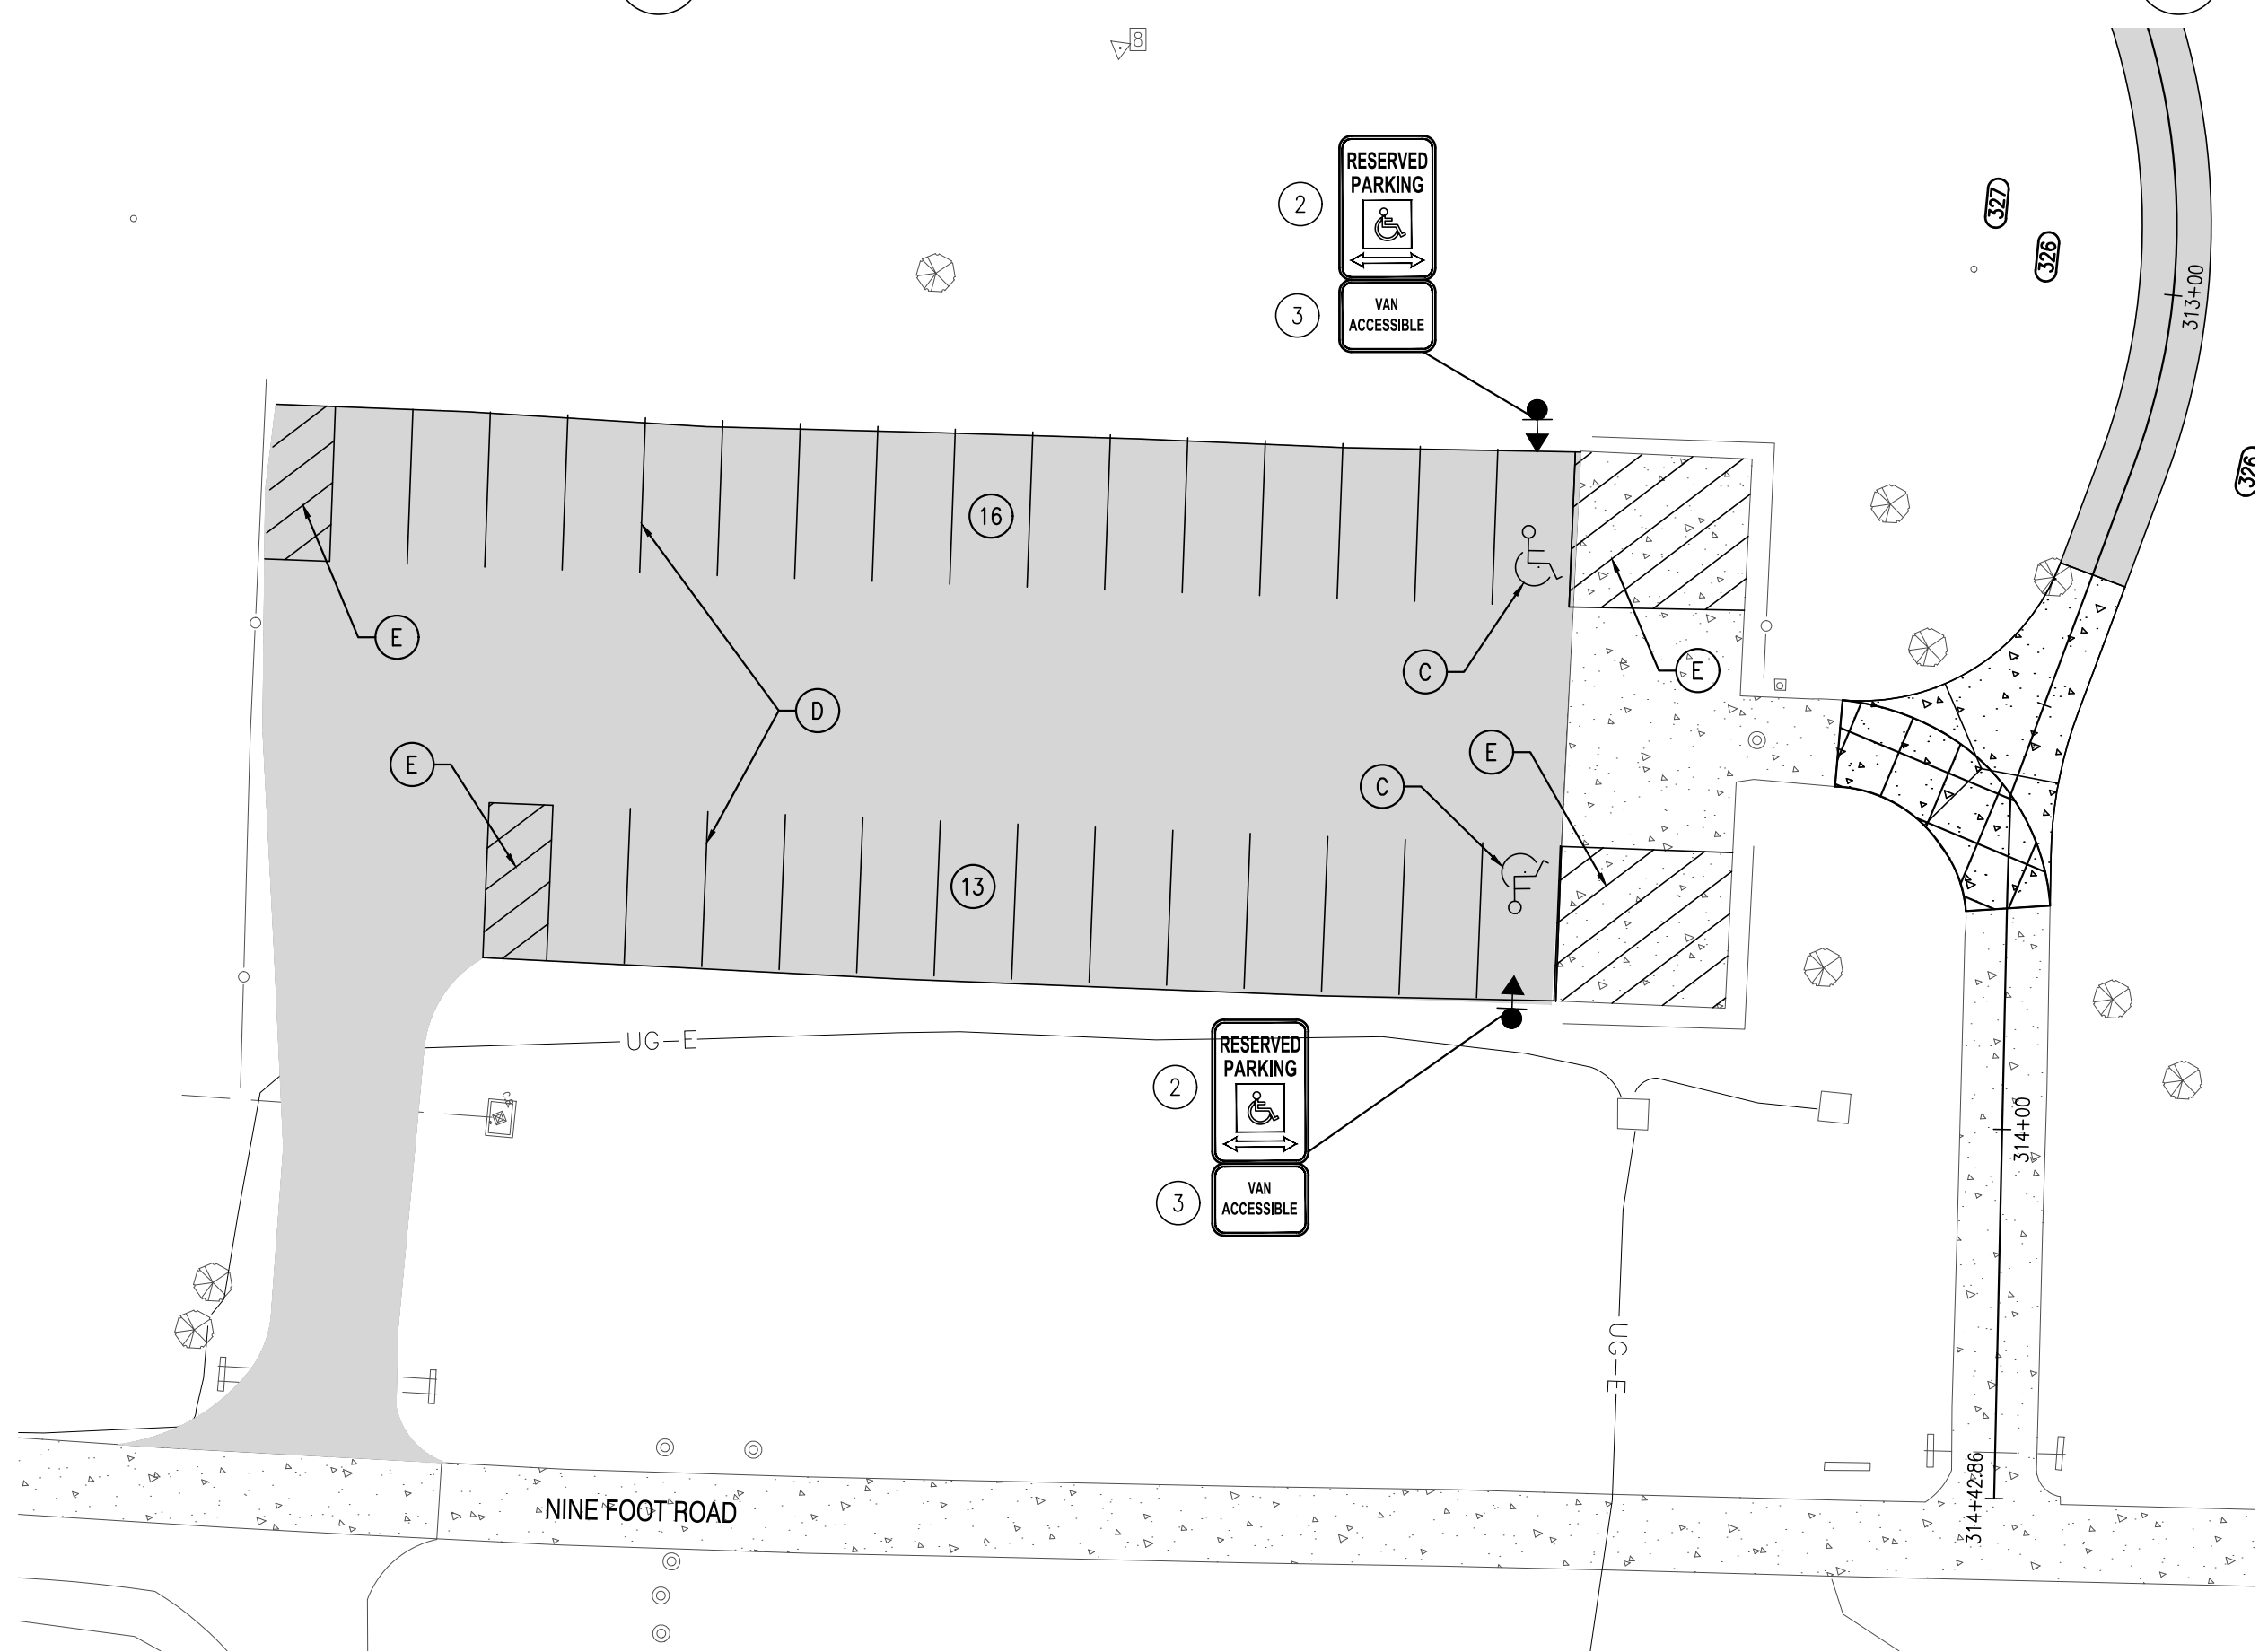 8
RESERVED
PARKING
2
VAN
ACCESSIBLE
3
327
326
313+00
326
16
E
C
E
D
E
E
C
13
UG-E
RESERVED
PARKING
2
VAN
ACCESSIBLE
3
314+00
UG-E
314+42.86
NINE FOOT ROAD